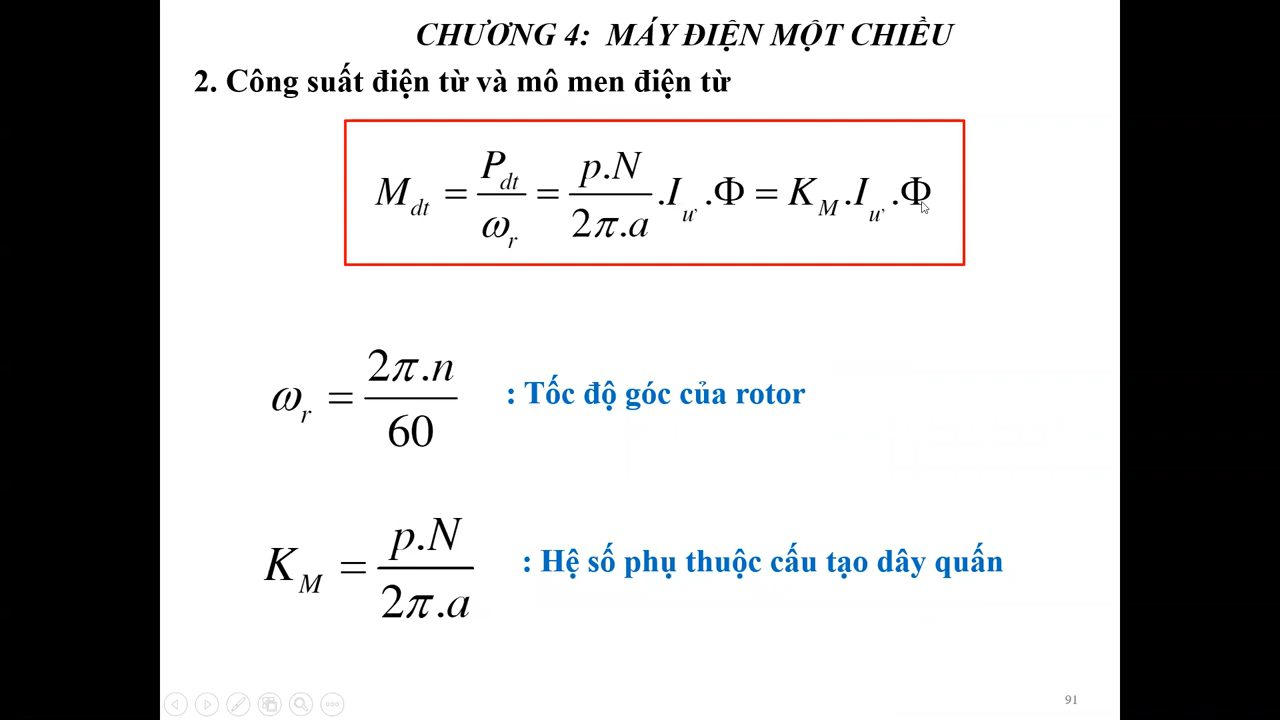 CHƯƠNG 4: MÁY ĐIỆN MỘT CHIỀU
2. Công suất điện từ và mô men điện từ
M_dt = P_dt / ω_r = p.N / 2π.a .I_ư .Φ = K_M .I_ư .Φ
ω_r = 2π.n / 60 : Tốc độ góc của rotor
K_M = p.N / 2π.a : Hệ số phụ thuộc cấu tạo dây quấn
91